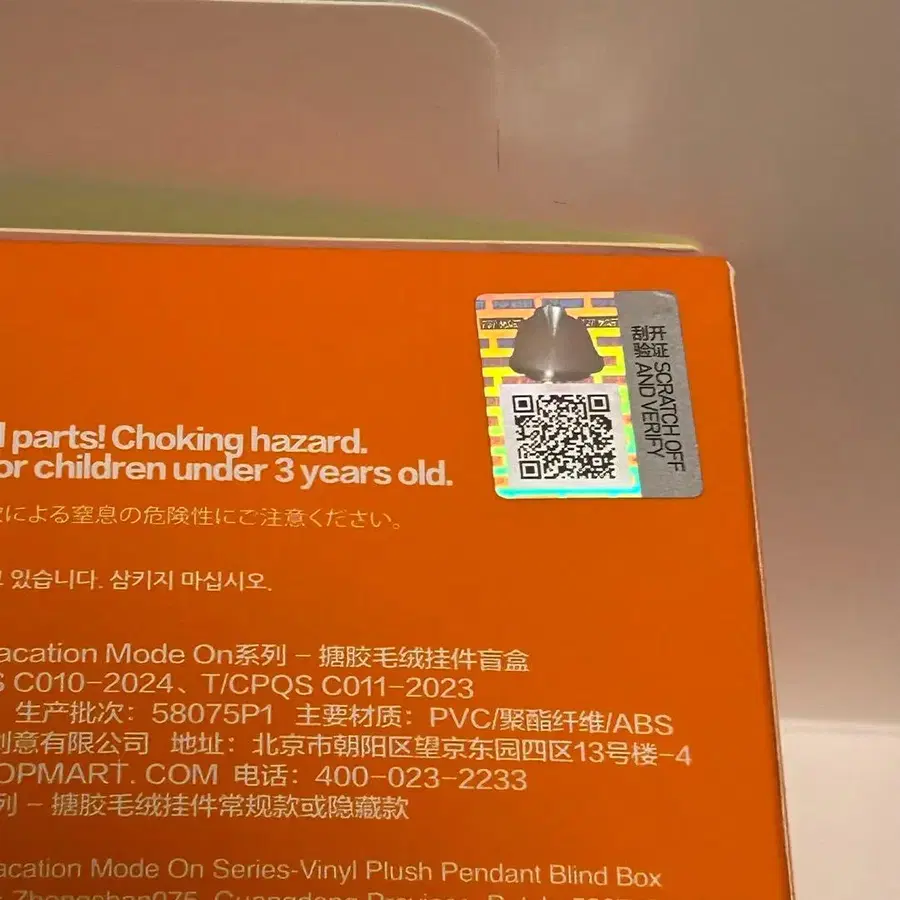 POP MART
刮开
验证
SCRATCH OFF
AND VERIFY
parts! Choking hazard.
or children under 3 years old.
による窒息の危険性にご注意ください。
있습니다. 삼키지 마십시오.
acation Mode On系列 – 搪胶毛绒挂件盲盒
S C010-2024、T/CPQS C011-2023
生产批次：58075P1 主要材质：PVC/聚酯纤维/ABS
创意有限公司 地址：北京市朝阳区望京东园四区13号楼-4
OPMART. COM 电话：400-023-2233
列 – 搪胶毛绒挂件常规款或隐藏款
acation Mode On Series-Vinyl Plush Pendant Blind Box
Zhongshan075, Guangdong Province